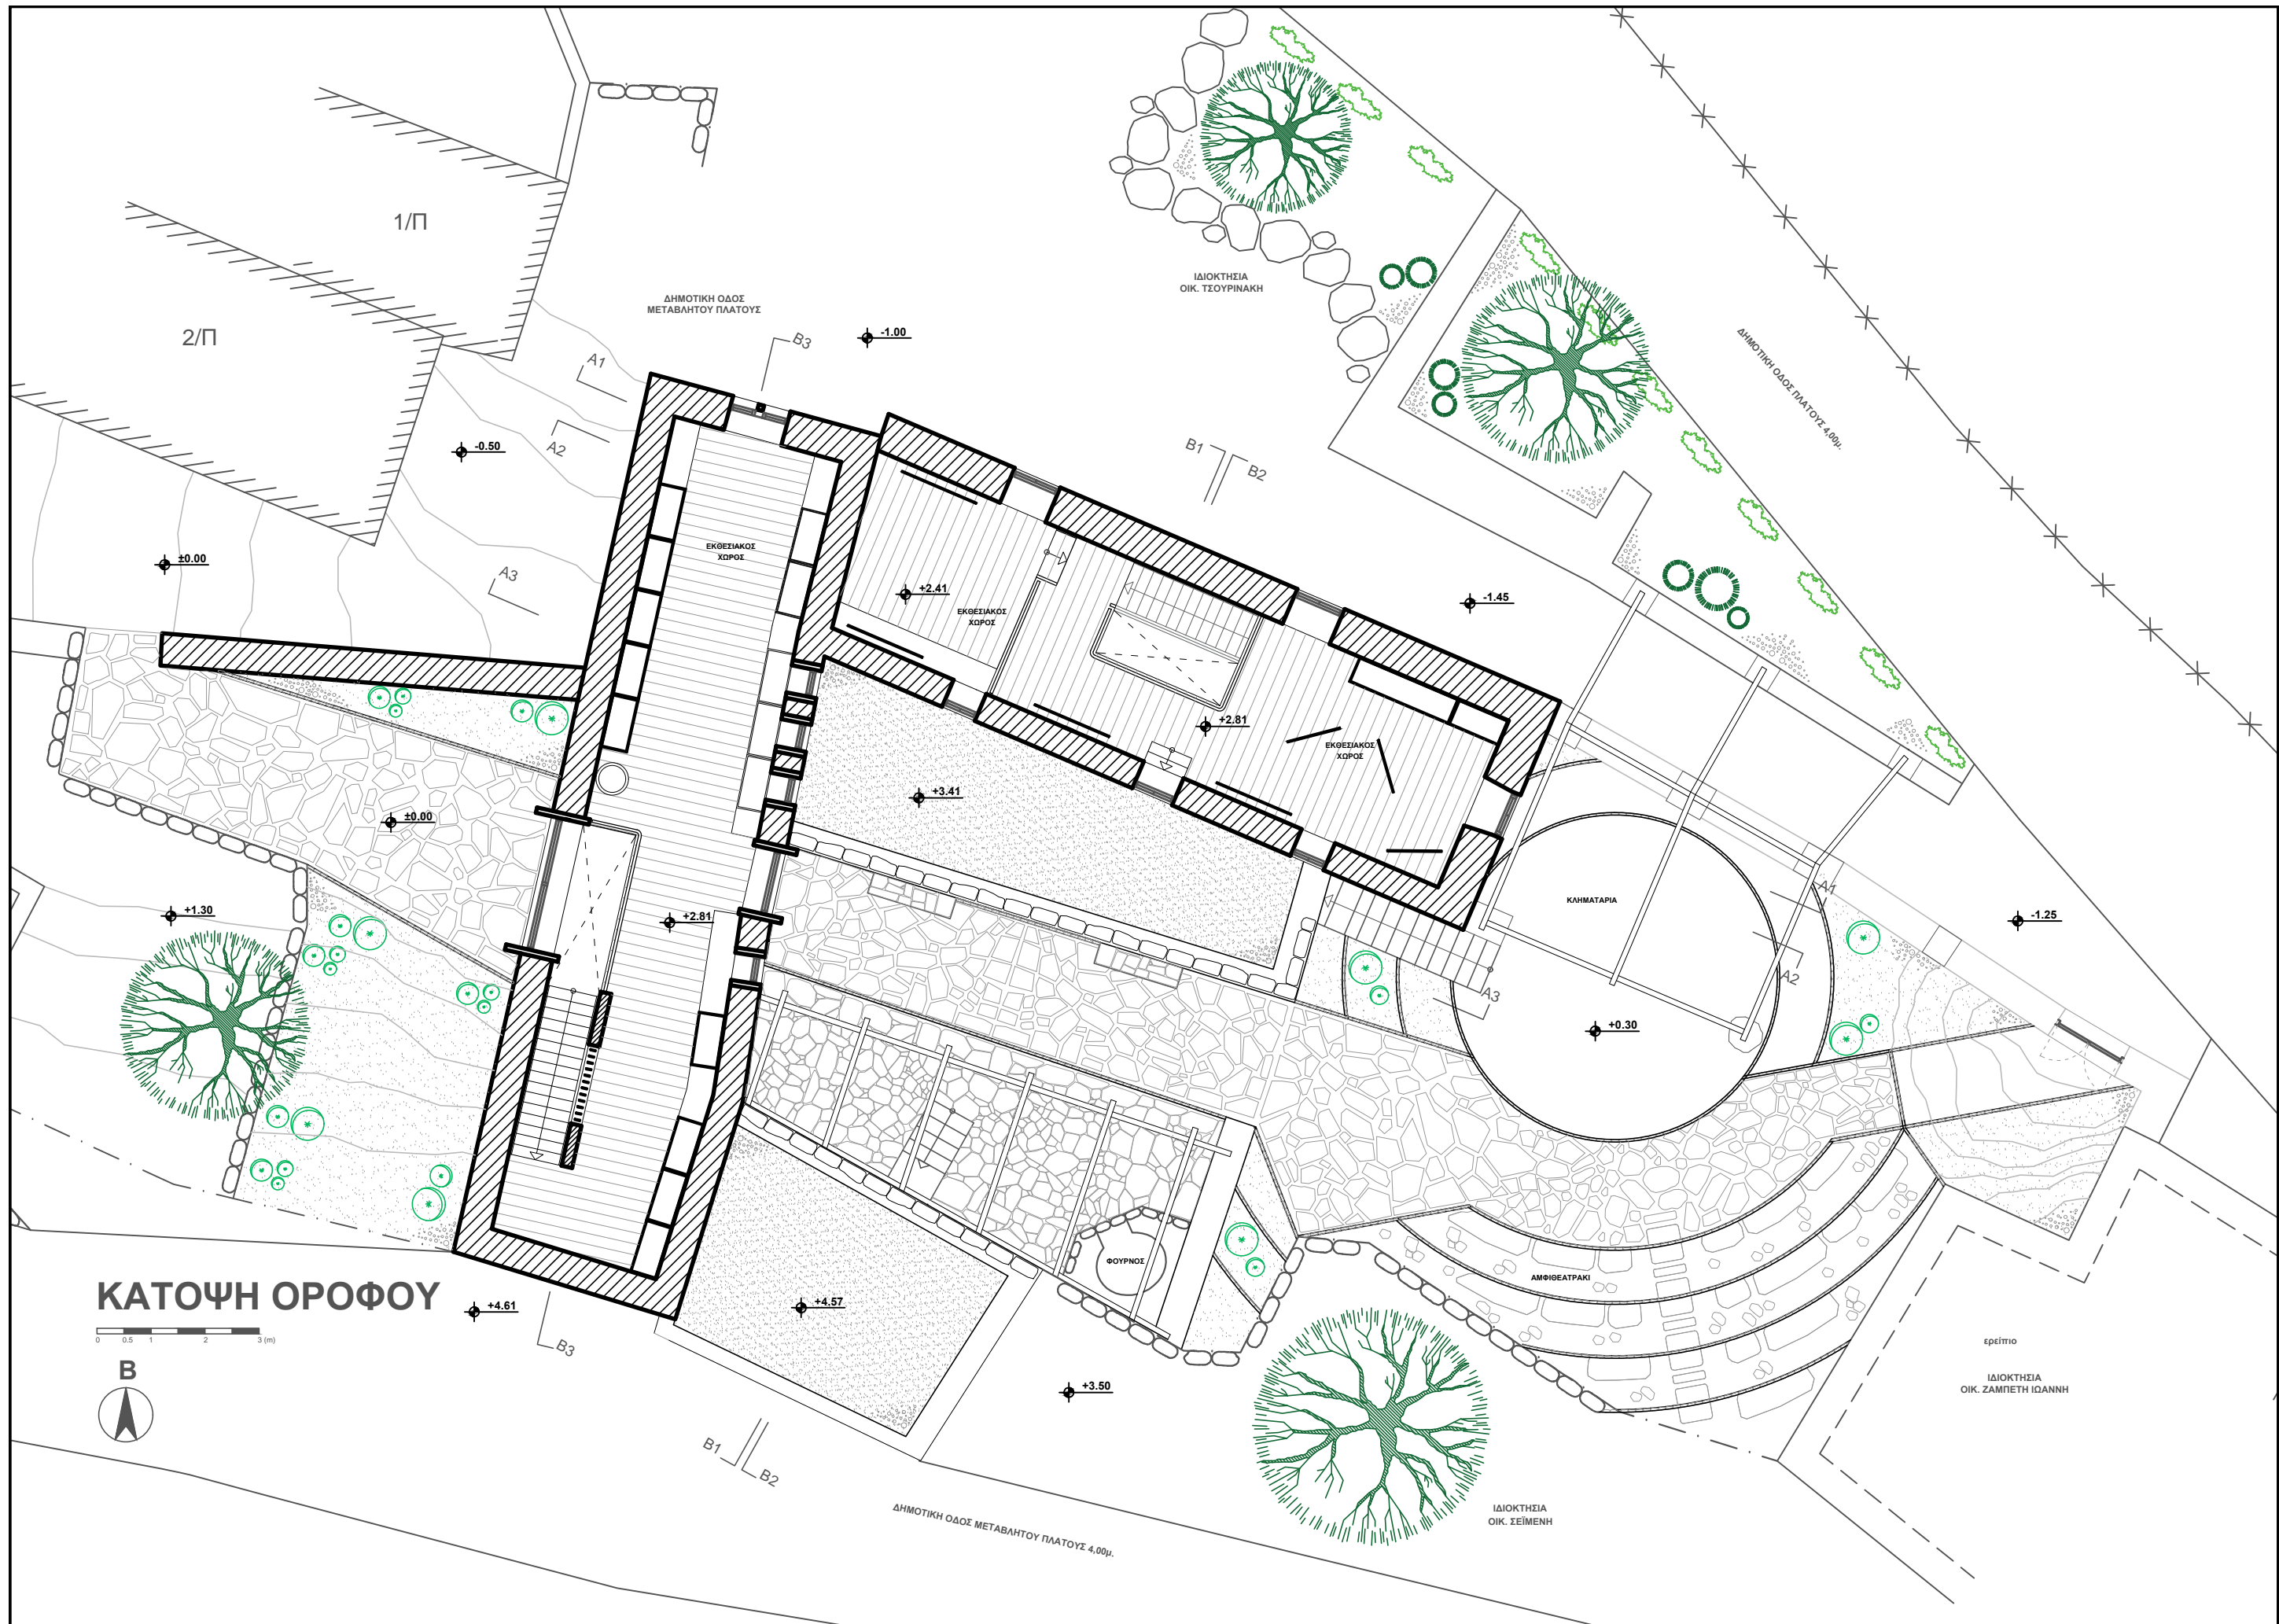 1/Π
2/Π
ΔΗΜΟΤΙΚΗ ΟΔΟΣ
ΜΕΤΑΒΛΗΤΟΥ ΠΛΑΤΟΥΣ
-1.00
B3
A1
A2
A3
-0.50
±0.00
ΙΔΙΟΚΤΗΣΙΑ
ΟΙΚ. ΤΣΟΥΡΙΝΑΚΗ
ΔΗΜΟΤΙΚΗ ΟΔΟΣ ΠΛΑΤΟΥΣ 4,00μ.
B1
B2
ΕΚΘΕΣΙΑΚΟΣ
ΧΩΡΟΣ
+2.41
ΕΚΘΕΣΙΑΚΟΣ
ΧΩΡΟΣ
-1.45
+2.81
ΕΚΘΕΣΙΑΚΟΣ
ΧΩΡΟΣ
+3.41
±0.00
+1.30
+2.81
ΚΛΗΜΑΤΑΡΙΑ
A1
A2
A3
-1.25
+0.30
ΦΟΥΡΝΟΣ
ΑΜΦΙΘΕΑΤΡΑΚΙ
ΚΑΤΟΨΗ ΟΡΟΦΟΥ
0 0.5 1 2 3 (m)
B
+4.61
+4.57
B3
+3.50
B1
B2
ερείπιο
ΙΔΙΟΚΤΗΣΙΑ
ΟΙΚ. ΖΑΜΠΕΤΗ ΙΩΑΝΝΗ
ΙΔΙΟΚΤΗΣΙΑ
ΟΙΚ. ΣΕΪΜΕΝΗ
ΔΗΜΟΤΙΚΗ ΟΔΟΣ ΜΕΤΑΒΛΗΤΟΥ ΠΛΑΤΟΥΣ 4,00μ.